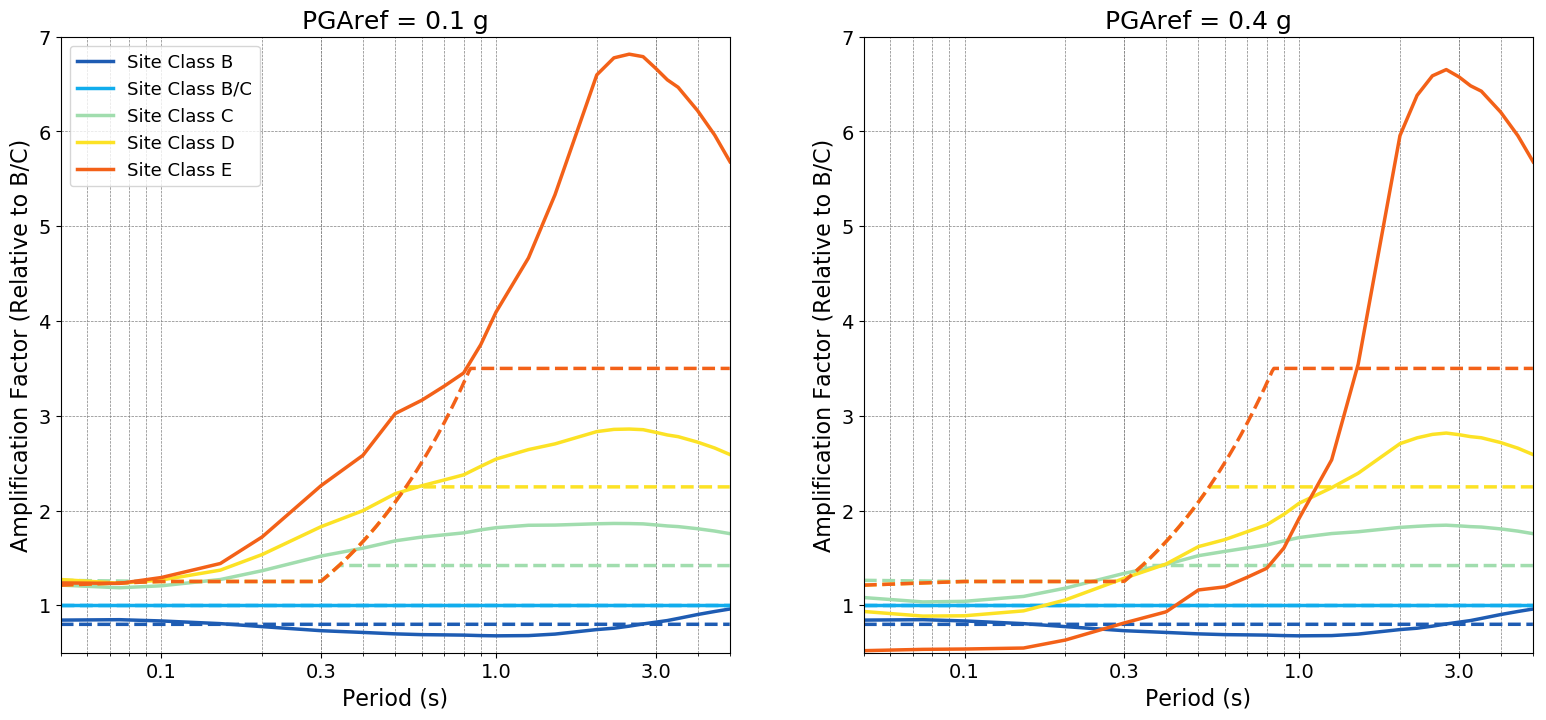 PGAref = 0.1 g
Amplification Factor (Relative to B/C)
7
6
5
4
3
2
1
Site Class B
Site Class B/C
Site Class C
Site Class D
Site Class E
0.1
0.3
1.0
3.0
Period (s)
PGAref = 0.4 g
Amplification Factor (Relative to B/C)
7
6
5
4
3
2
1
0.1
0.3
1.0
3.0
Period (s)